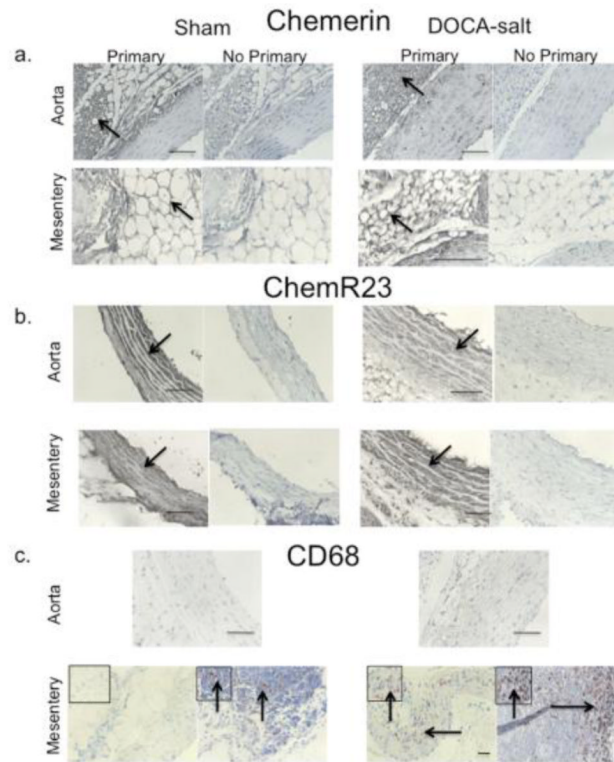 Sham Chemerin DOCA-salt
a. Primary No Primary Primary No Primary
Aorta
Mesentery
ChemR23
b. Aorta
Mesentery
c. CD68
Aorta
Mesentery